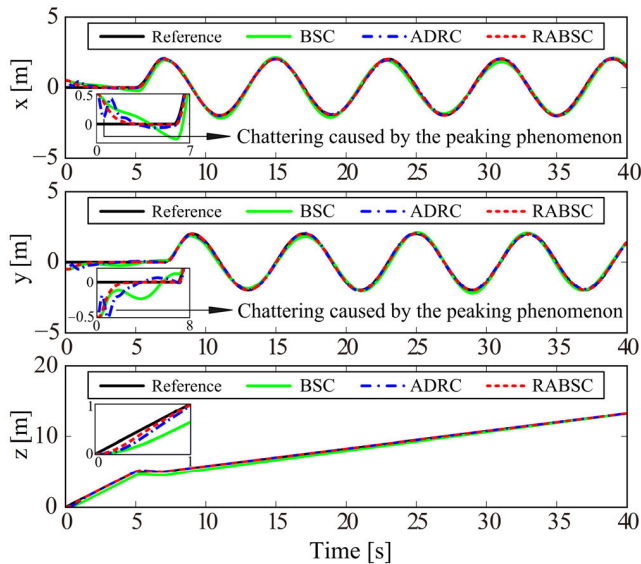 Reference BSC ADRC RABSC
5
x [m]
0
0.5
0
0 7
Chattering caused by the peaking phenomenon
−5
0 5 10 15 20 25 30 35 40
Reference BSC ADRC RABSC
5
y [m]
0
0
−0.5
0 8
Chattering caused by the peaking phenomenon
−5
0 5 10 15 20 25 30 35 40
20
Reference BSC ADRC RABSC
z [m]
10
1
0
0 1
0
0 5 10 15 20 25 30 35 40
Time [s]